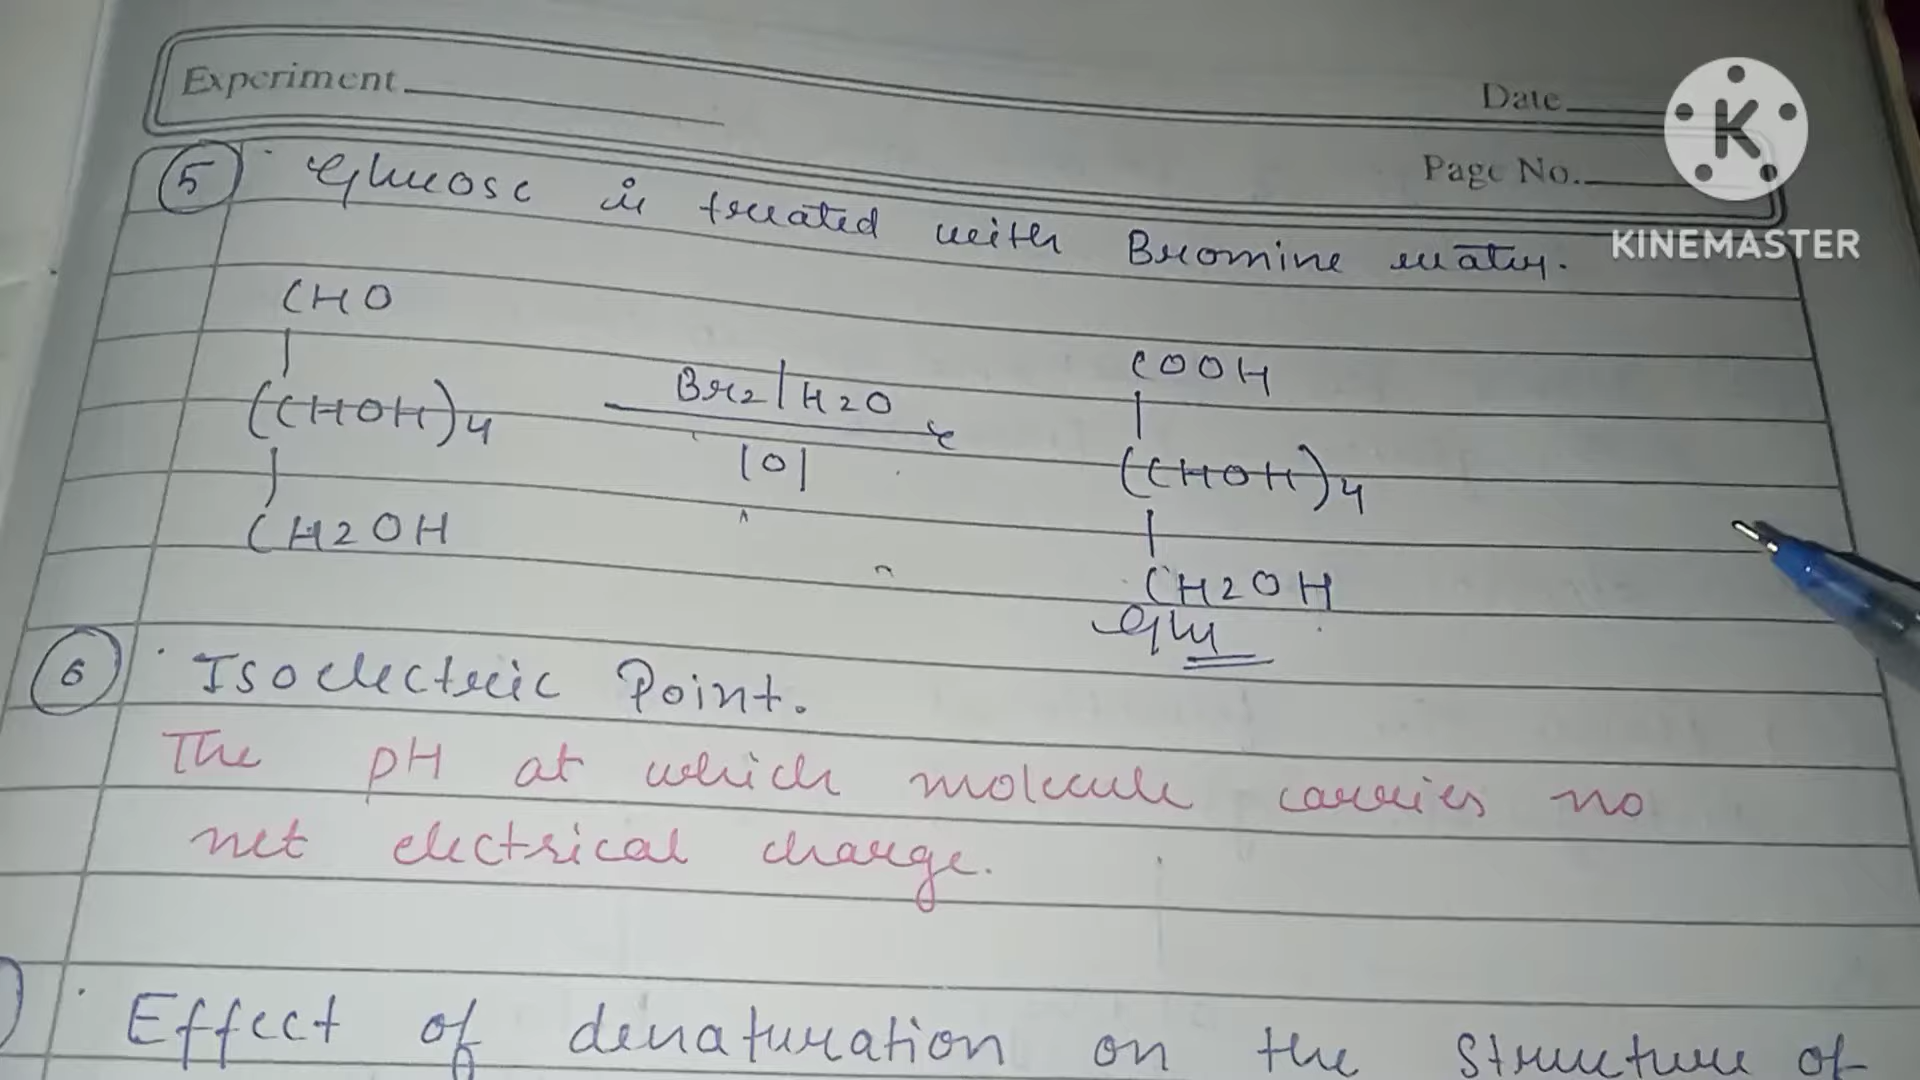 Experiment
Date
Page No.
KINEMASTER
5 Glucose is treated with Bromine water.
CHO
(CHOH)4
CH2OH
Br2/H2O
[O]
COOH
(CHOH)4
CH2OH
6 Isoelectric Point.
The pH at which molecule carries no
net electrical charge.
Effect of denaturation on the structure of